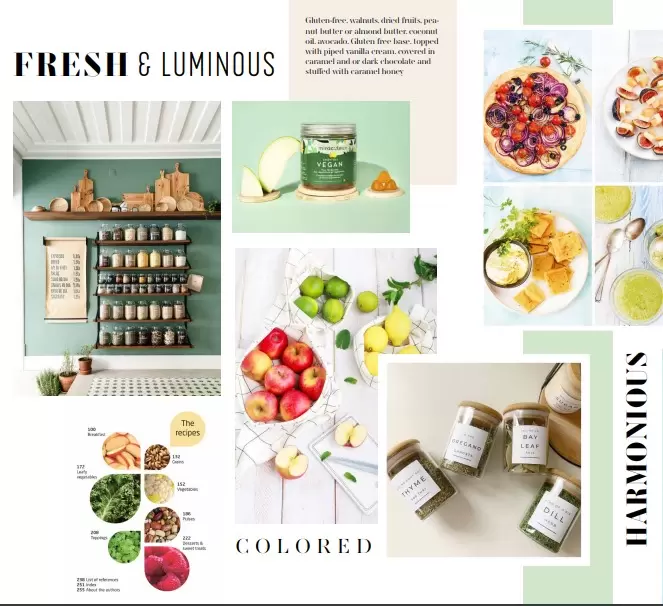 FRESH & LUMINOUS
Gluten-free, walnuts, dried fruits, pea-
nut butter or almond butter, coconut
oil, avocado. Gluten free base, topped
with piped vanilla cream, covered in
caramel and or dark chocolate and
stuffed with caramel honey
VEGAN
THYME
OREGANO
BAY
LEAF
DILL
HARMONIOUS
COLORED
The
recipes
100
Breakfast
132
Grains
172
Leafy
vegetables
152
Vegetables
186
Pulses
208
Toppings
222
Desserts &
sweet treats
238 List of references
251 Index
255 About the authors